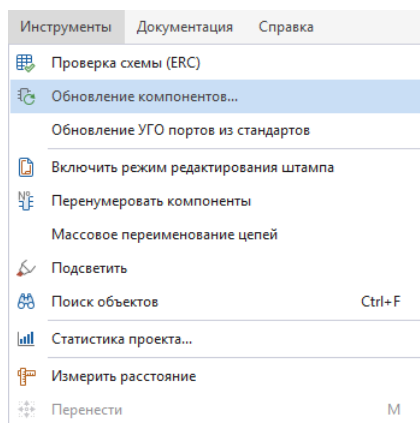 Инструменты Документация Справка
Проверка схемы (ERC)
Обновление компонентов...
Обновление УГО портов из стандартов
Включить режим редактирования штампа
Перенумеровать компоненты
Массовое переименование цепей
Подсветить
Поиск объектов Ctrl+F
Статистика проекта...
Измерить расстояние
Перенести M